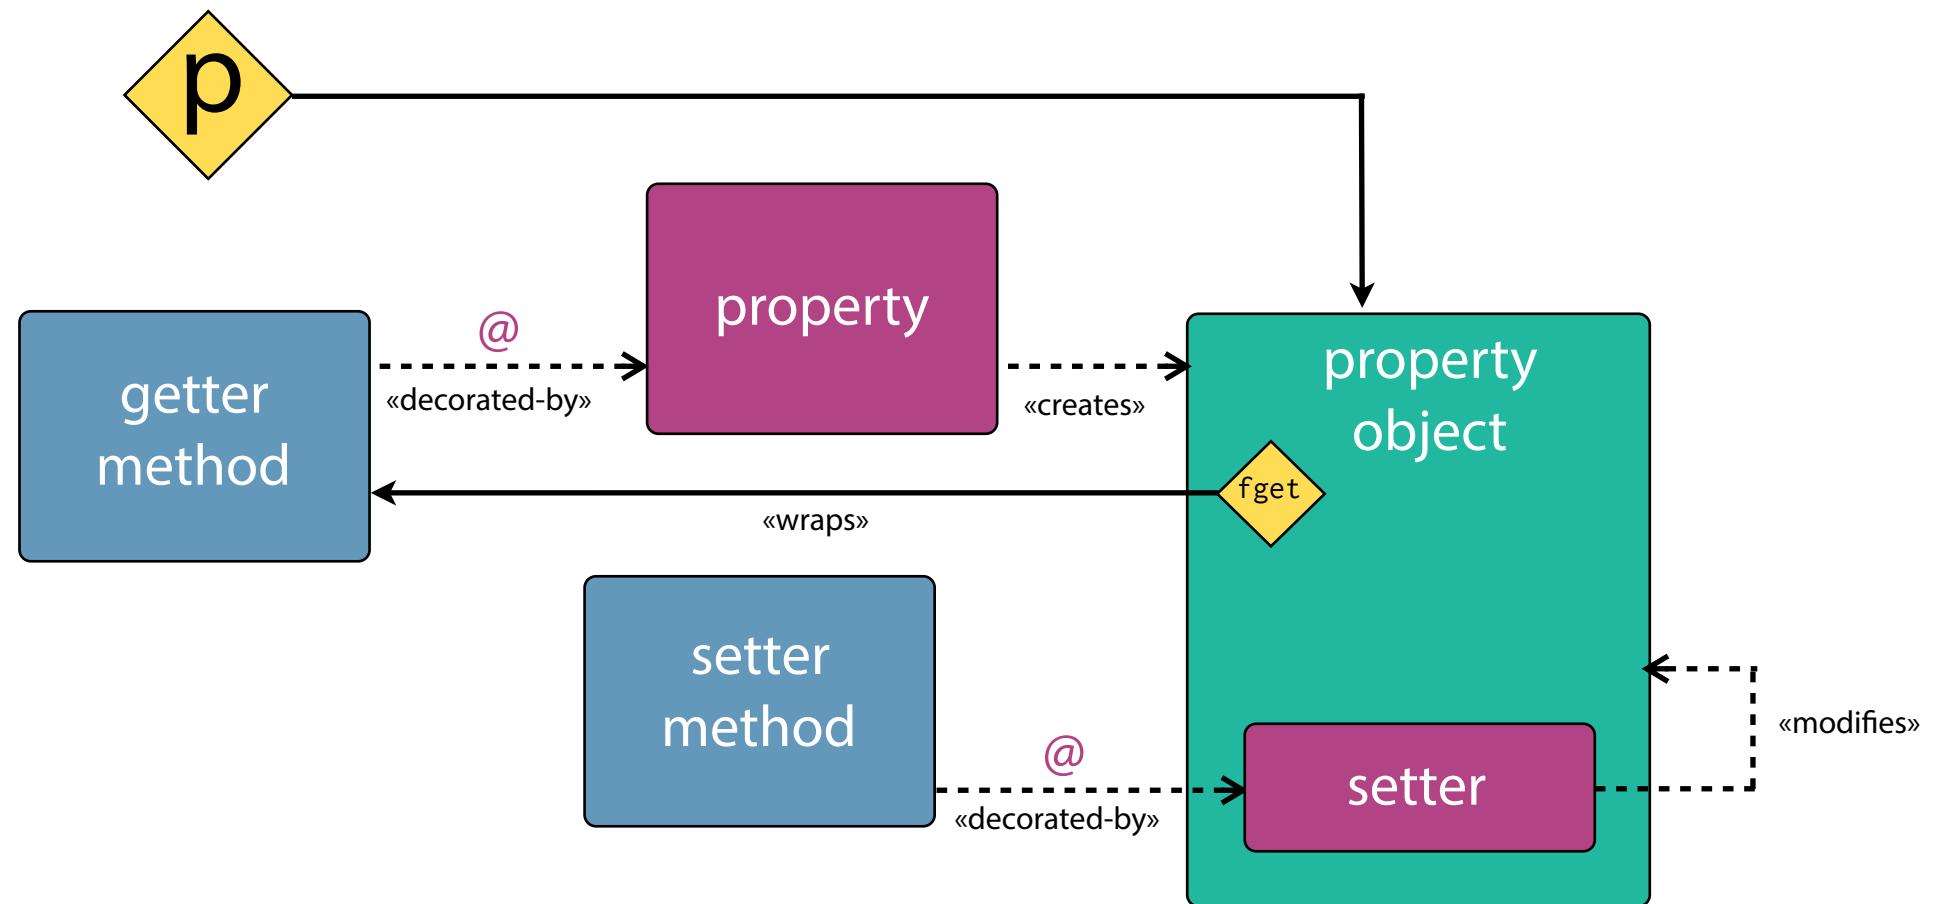 p
property
@
«decorated-by»
getter
method
«creates»
property
object
fget
«wraps»
setter
method
@
«decorated-by»
setter
«modifies»